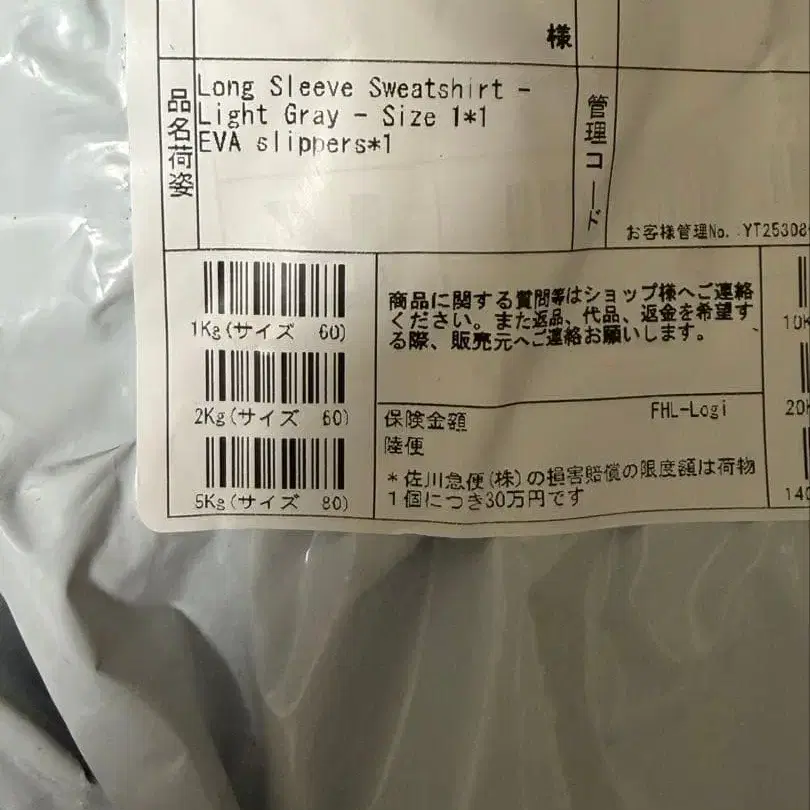 様
品名荷姿
Long Sleeve Sweatshirt -
Light Gray - Size 1*1
EVA slippers*1
管理コード
お客様管理No. :YT25308
1Kg(サイズ 60)
2Kg(サイズ 60)
5Kg(サイズ 80)
商品に関する質問等はショップ様へご連絡
ください。また返品、代品、返金を希望す
る際、販売元へご連絡お願いします。
保険金額 FHL-Logi
陸便
*佐川急便(株)の損害賠償の限度額は荷物
1個につき30万円です
10K
20K
140